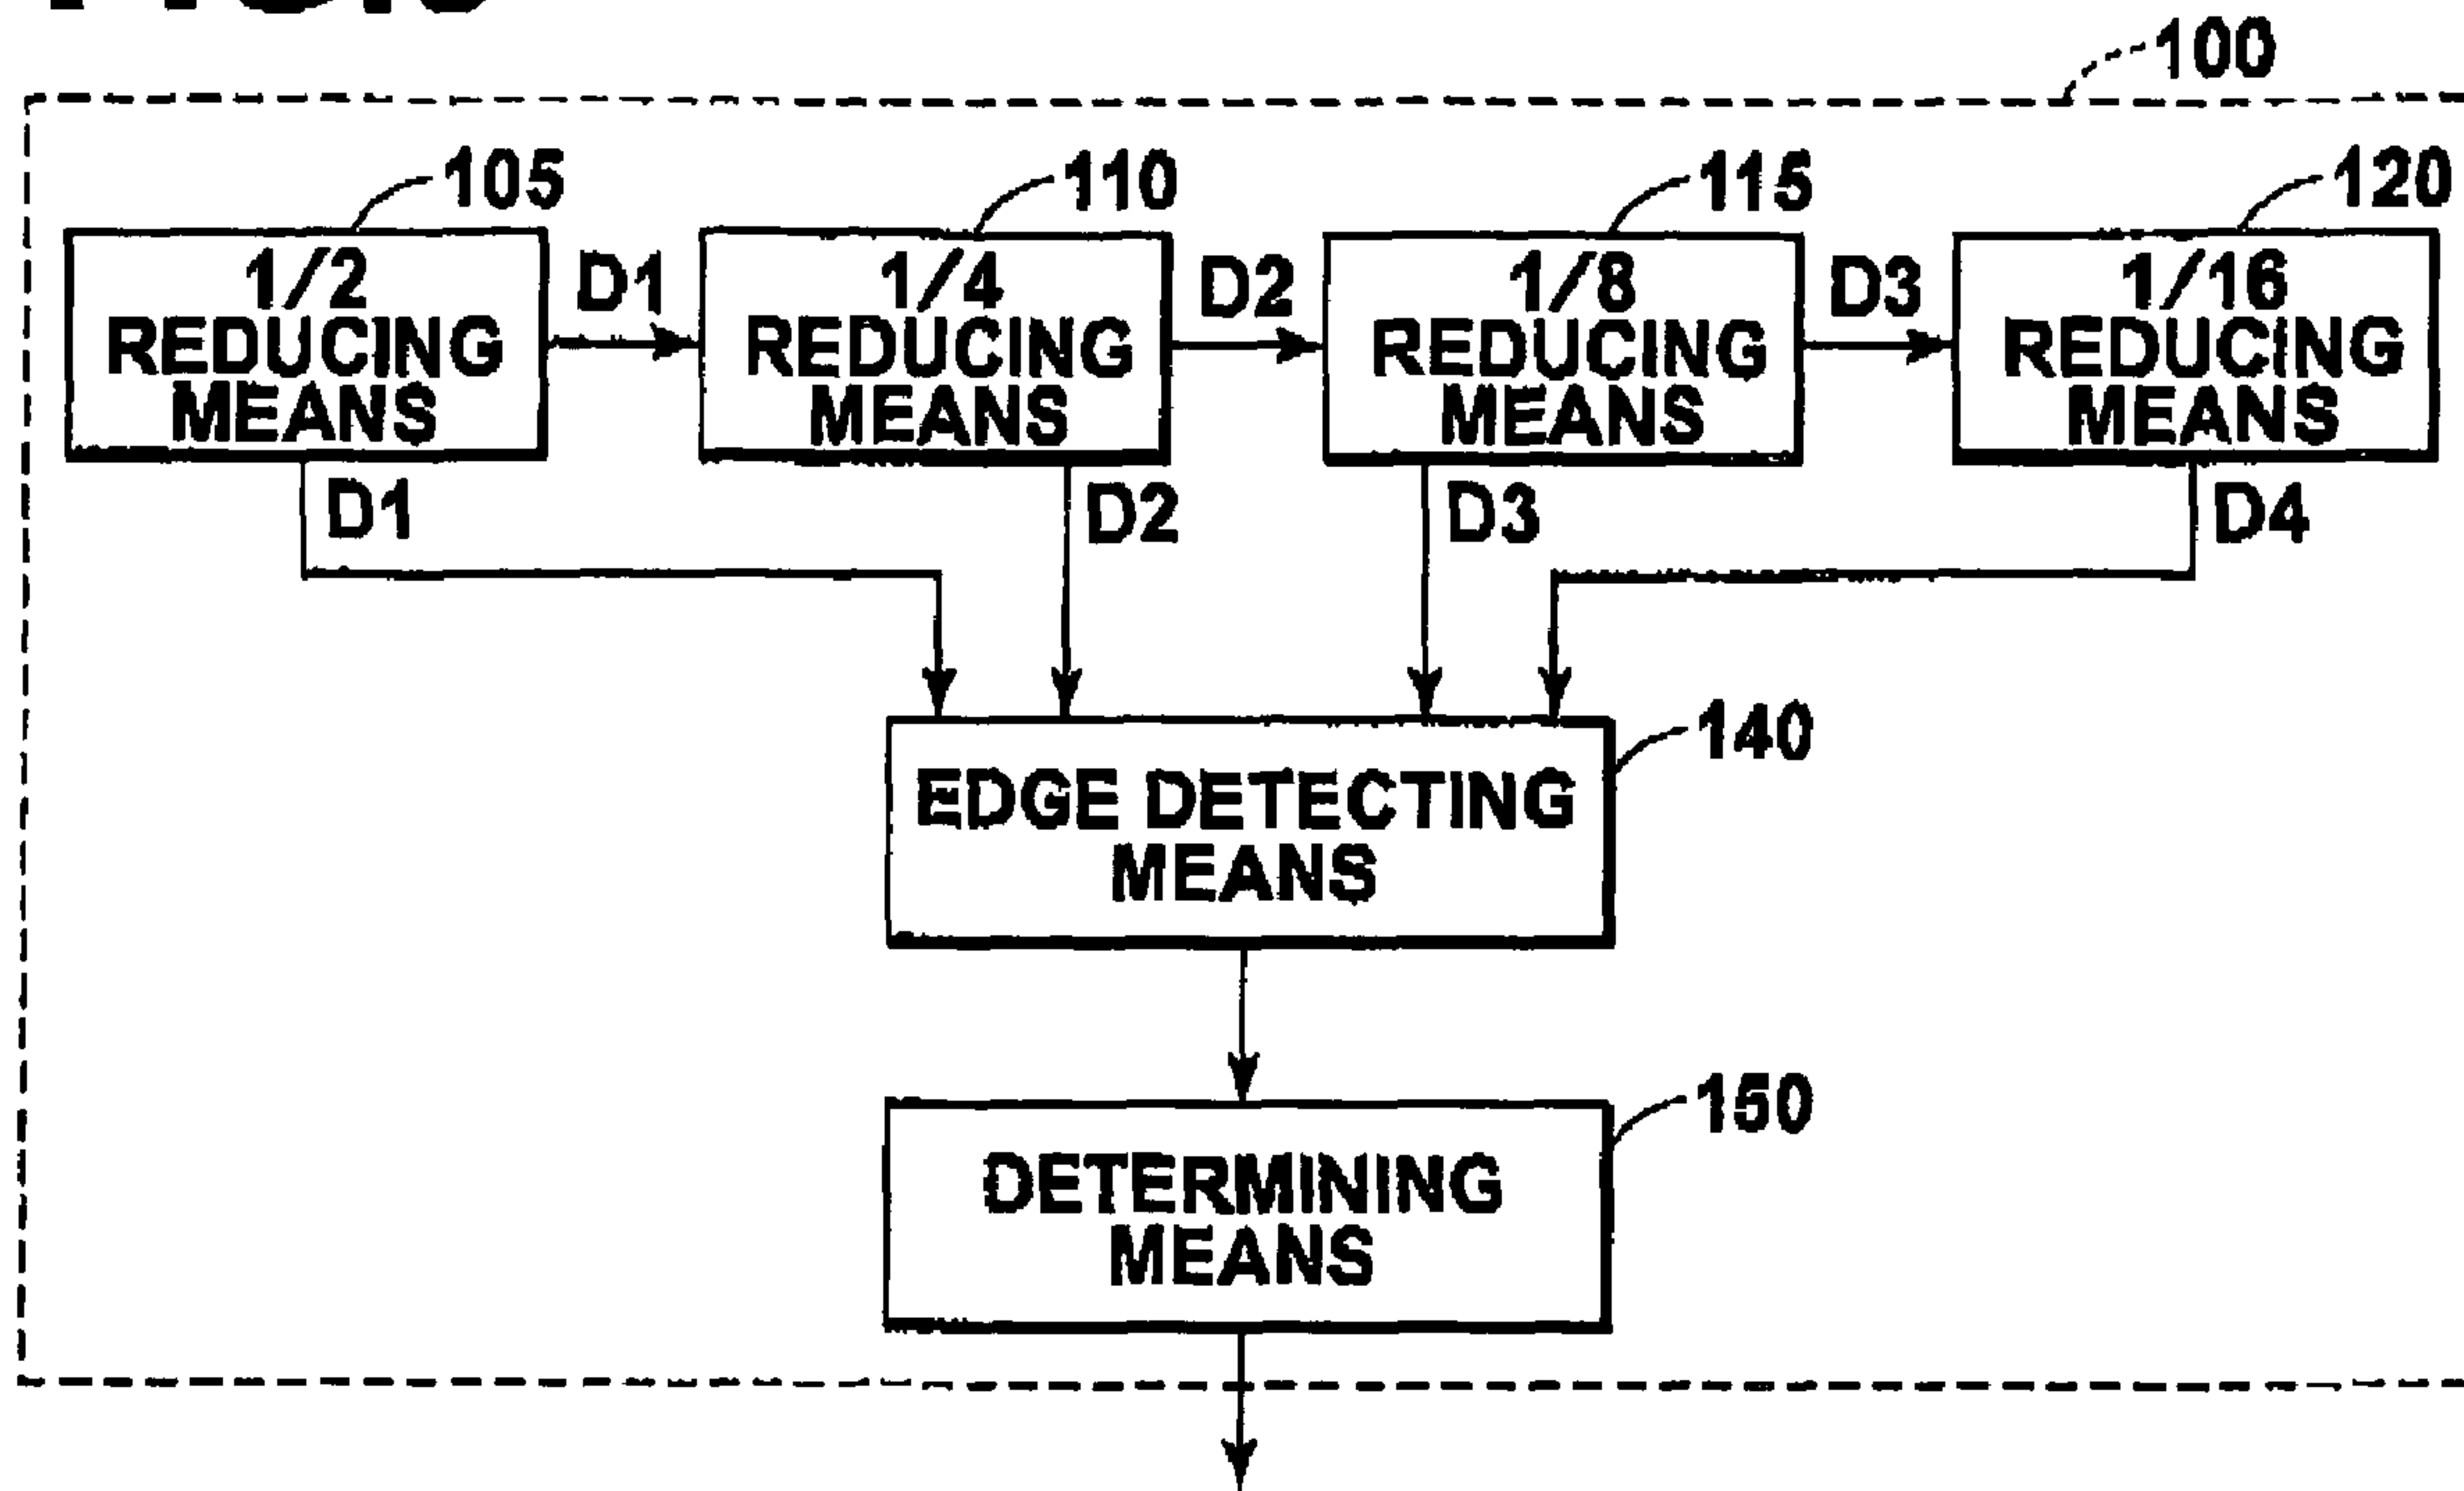 100
105
110
115
120
1/2
REDUCING
MEANS
D1
1/4
REDUCING
MEANS
D2
1/8
REDUCING
MEANS
D3
1/16
REDUCING
MEANS
D1
D2
D3
D4
140
EDGE DETECTING
MEANS
150
DETERMINING
MEANS